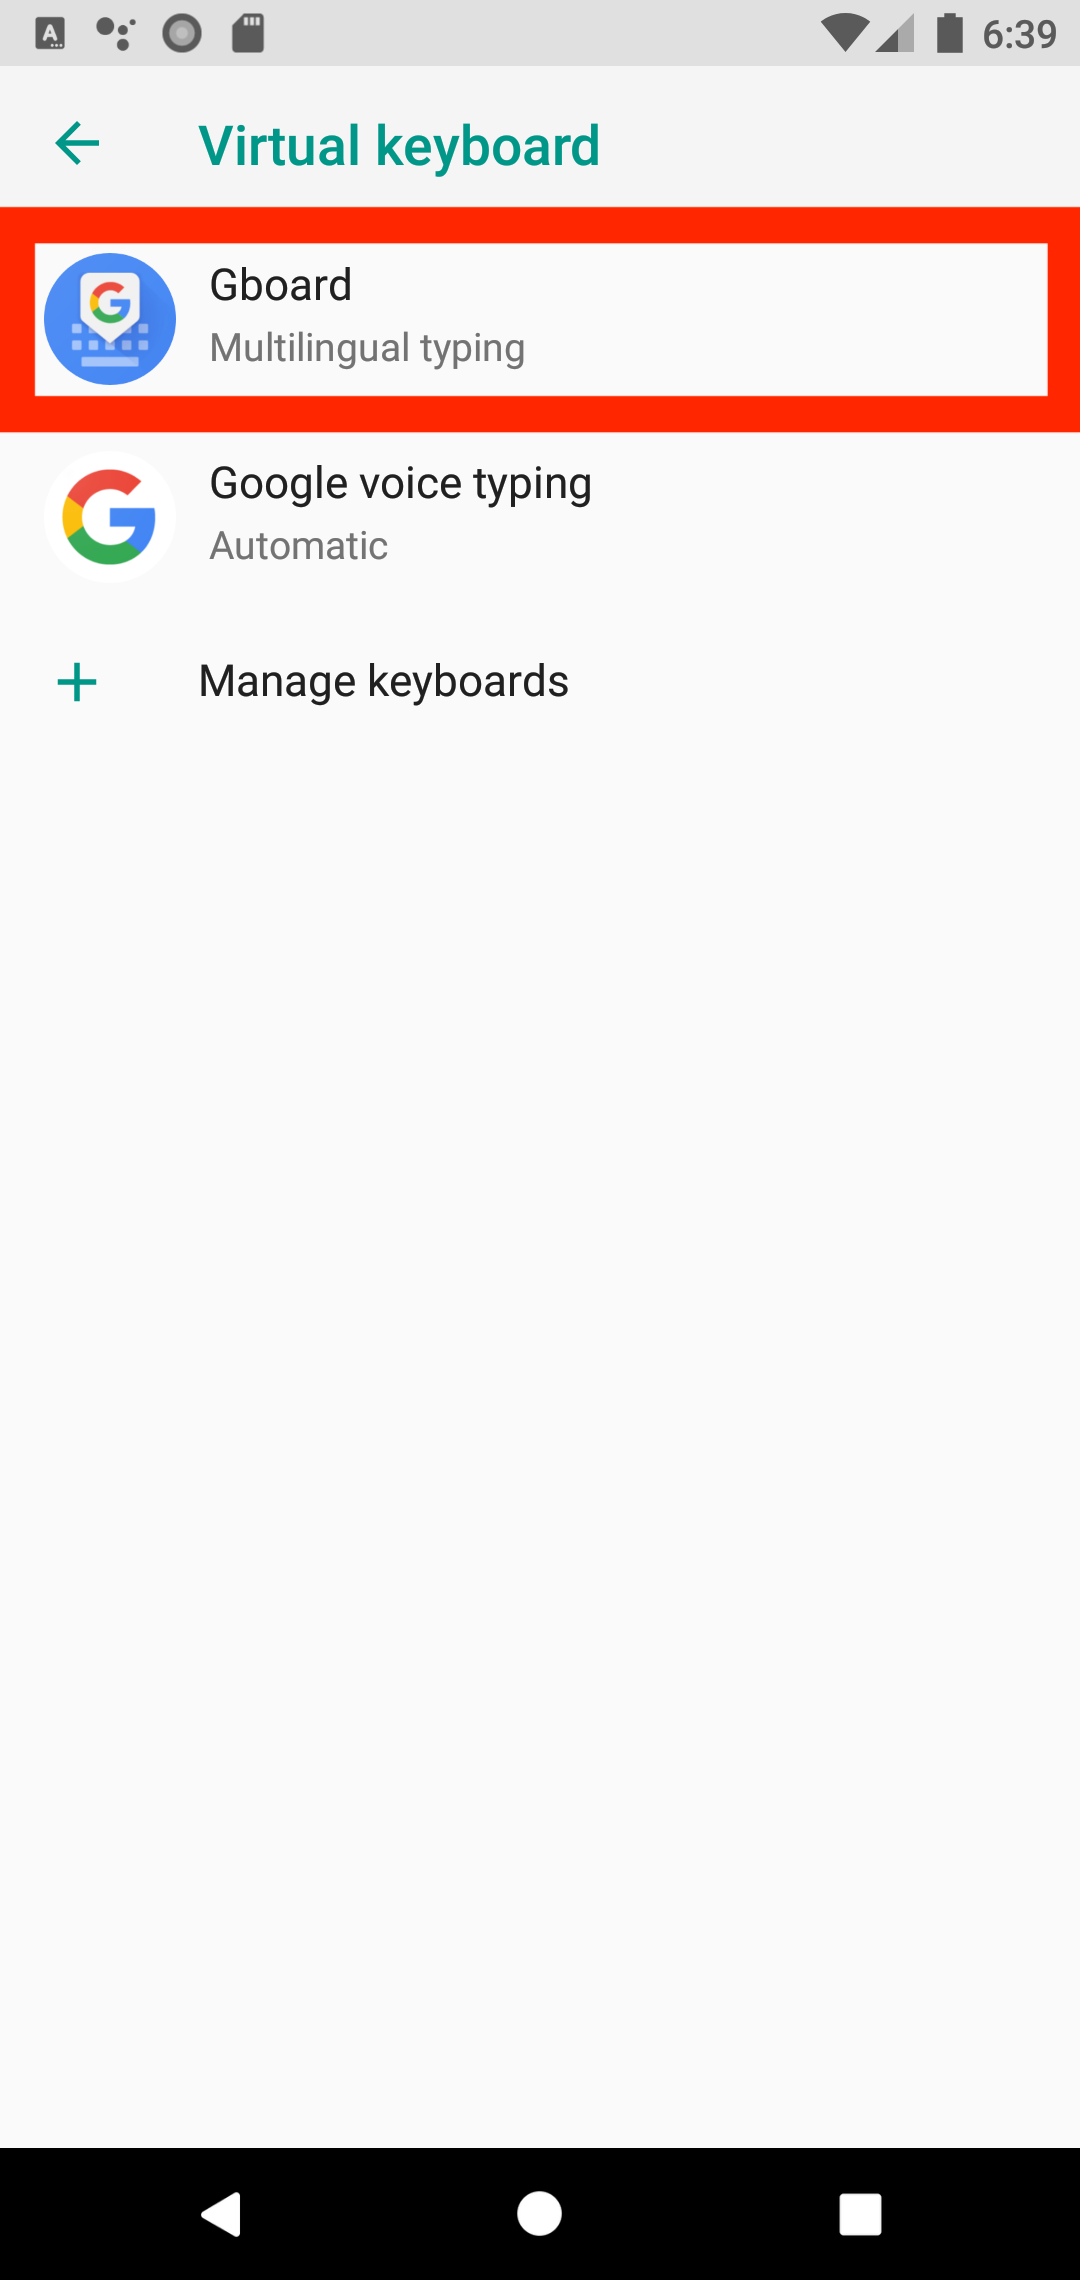 6:39
Virtual keyboard
Gboard
Multilingual typing
Google voice typing
Automatic
Manage keyboards